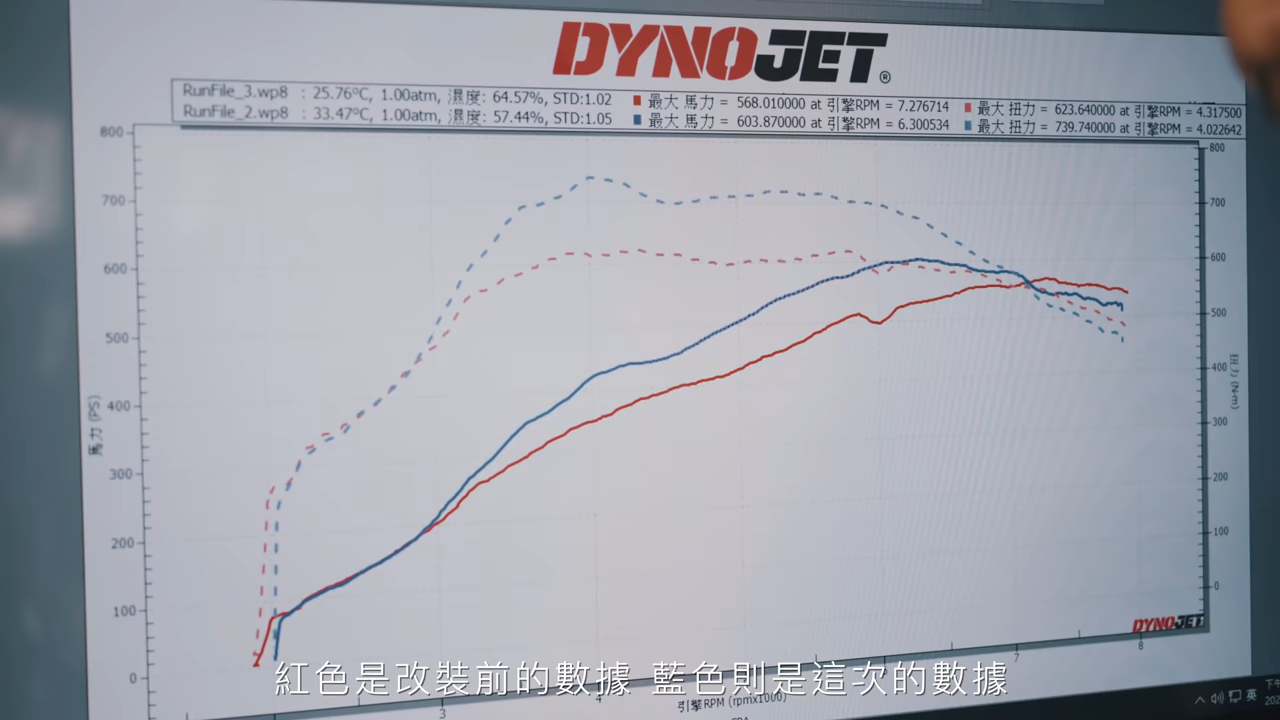 DYNOJET®
RunFile_3.wp8 : 25.76ºC, 1.00atm, 濕度: 64.57%, STD:1.02 最大 馬力 = 568.010000 at 引擎RPM = 7.276714 最大 扭力 = 623.640000 at 引擎RPM = 4.317500
RunFile_2.wp8 : 33.47ºC, 1.00atm, 濕度: 57.44%, STD:1.05 最大 馬力 = 603.870000 at 引擎RPM = 6.300534 最大 扭力 = 739.740000 at 引擎RPM = 4.022642
800 800
700 700
600 600
500 500
400 400
300 300
200 200
100 100
0 0
馬力 (PS)
扭力 (N·m)
DYNOJET
3 4 7 8
引擎RPM (rpmx1000)
紅色是改裝前的數據 藍色則是這次的數據
英